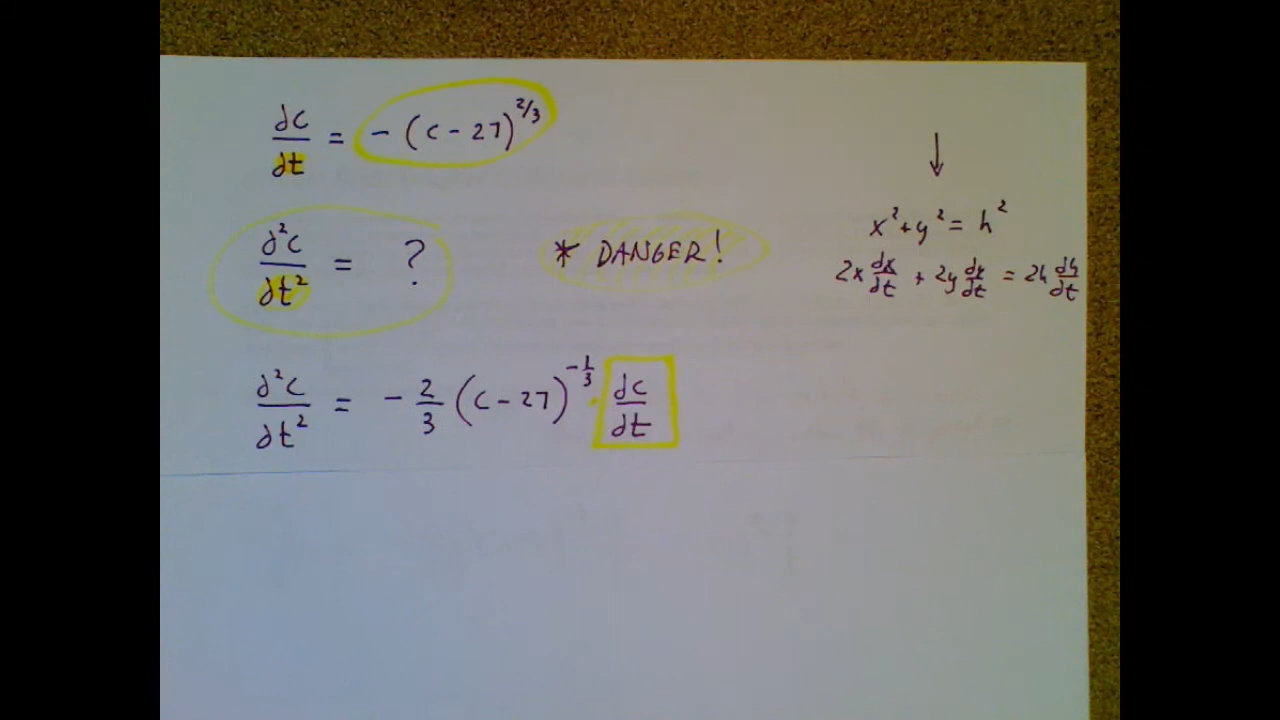 dC/dt = -(C-27)^{2/3}
x² + y² = h²
d²C/dt² = ?
* DANGER!
2x dx/dt + 2y dy/dt = 2h dh/dt
d²C/dt² = -2/3 (C-27)^{-1/3} · dC/dt